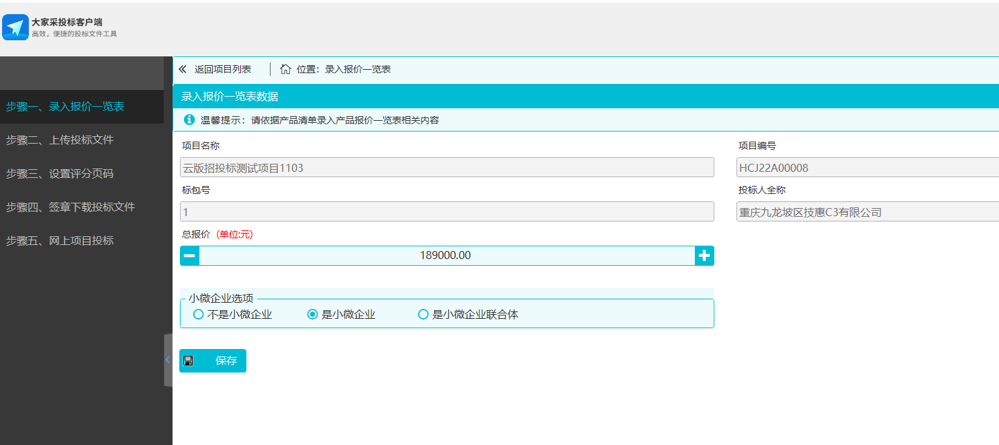 大家采投标客户端
高效，便捷的投标文件工具
步骤一、录入报价一览表
步骤二、上传投标文件
步骤三、设置评分页码
步骤四、签章下载投标文件
步骤五、网上项目投标
返回项目列表 位置：录入报价一览表
录入报价一览表数据
温馨提示：请依据产品清单录入产品报价一览表相关内容
项目名称 项目编号
云版招投标测试项目1103 HCJ22A00008
标包号 投标人全称
1 重庆九龙坡区技惠C3有限公司
总报价 (单位:元)
189000.00
小微企业选项
不是小微企业 是小微企业 是小微企业联合体
保存